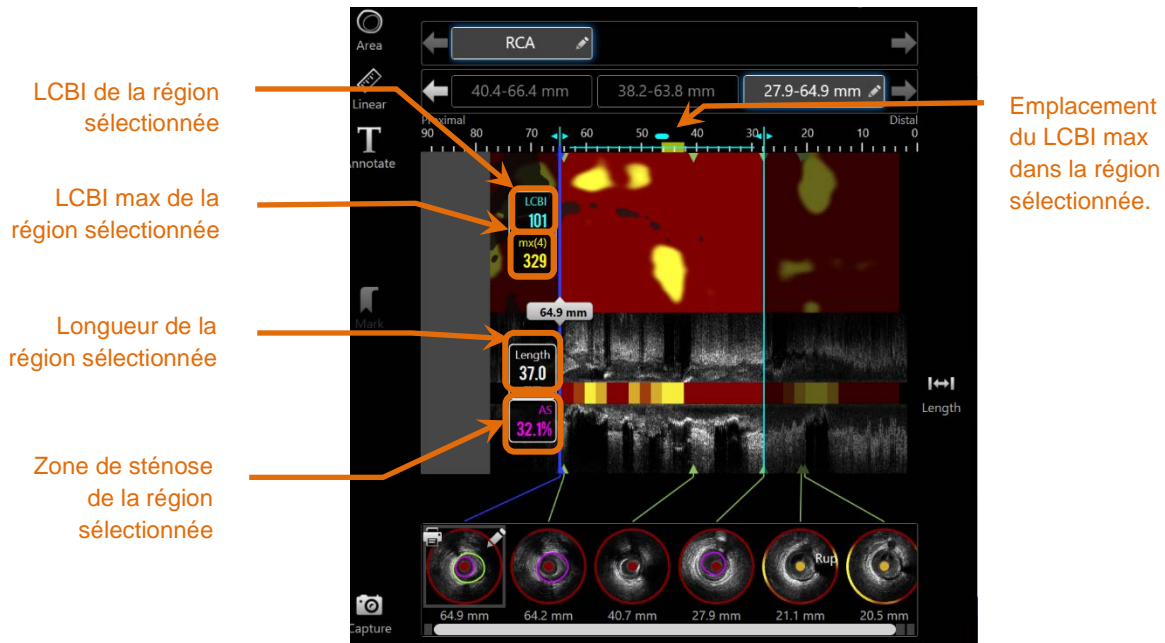 Area
RCA
LCBI de la région
sélectionnée
Linear
40.4-66.4 mm
38.2-63.8 mm
27.9-64.9 mm
Emplacement
du LCBI max
dans la région
sélectionnée.
Proximal
Distal
90 80 70 60 50 40 30 20 10 0
T
Annotate
LCBI max de la
région sélectionnée
LCBI
101
mx(4)
329
Mark
64.9 mm
Longueur de la
région sélectionnée
Length
37.0
Length
AS
32.1%
Zone de sténose
de la région
sélectionnée
Rup
64.9 mm
64.2 mm
40.7 mm
27.9 mm
21.1 mm
20.5 mm
Capture